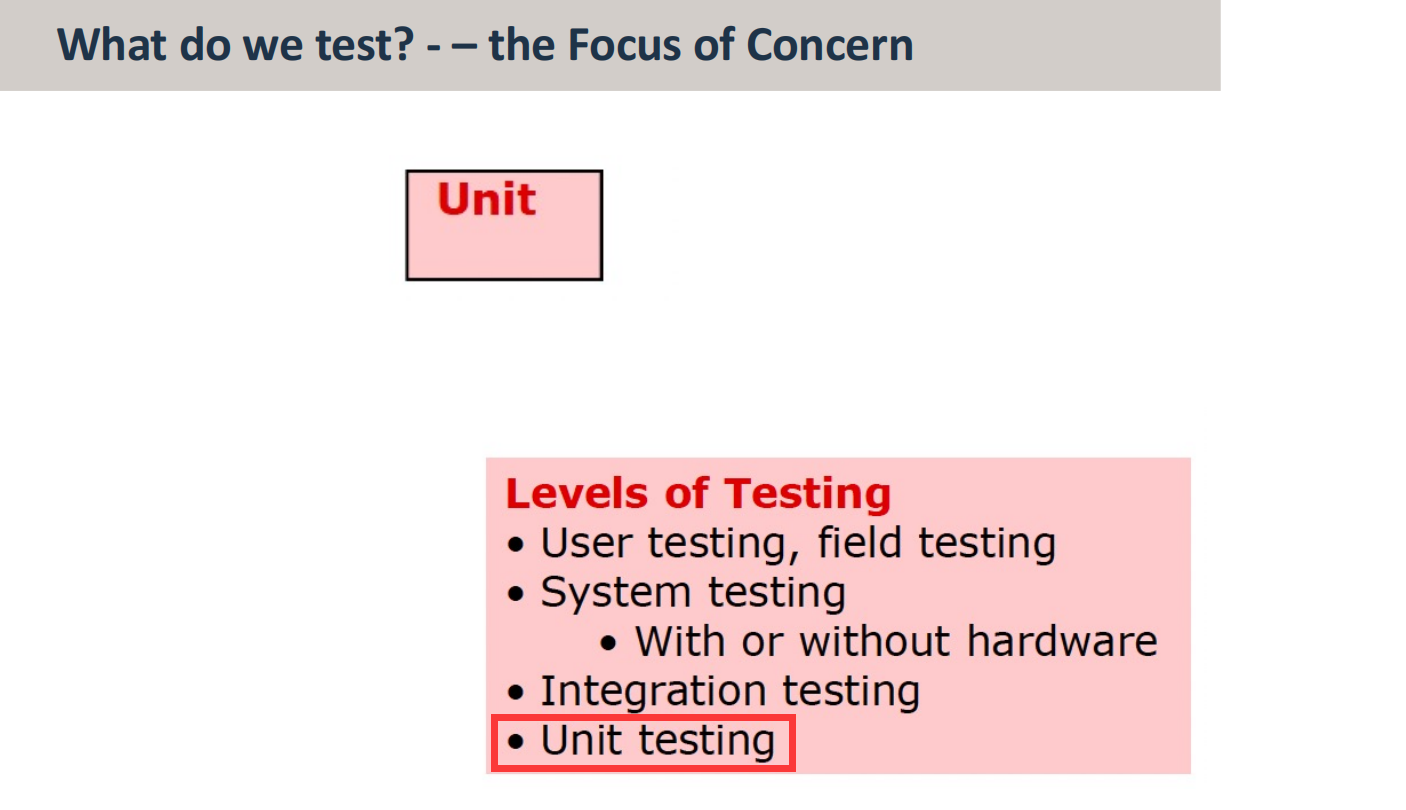 What do we test? - – the Focus of Concern
Unit
Levels of Testing
• User testing, field testing
• System testing
• With or without hardware
• Integration testing
• Unit testing